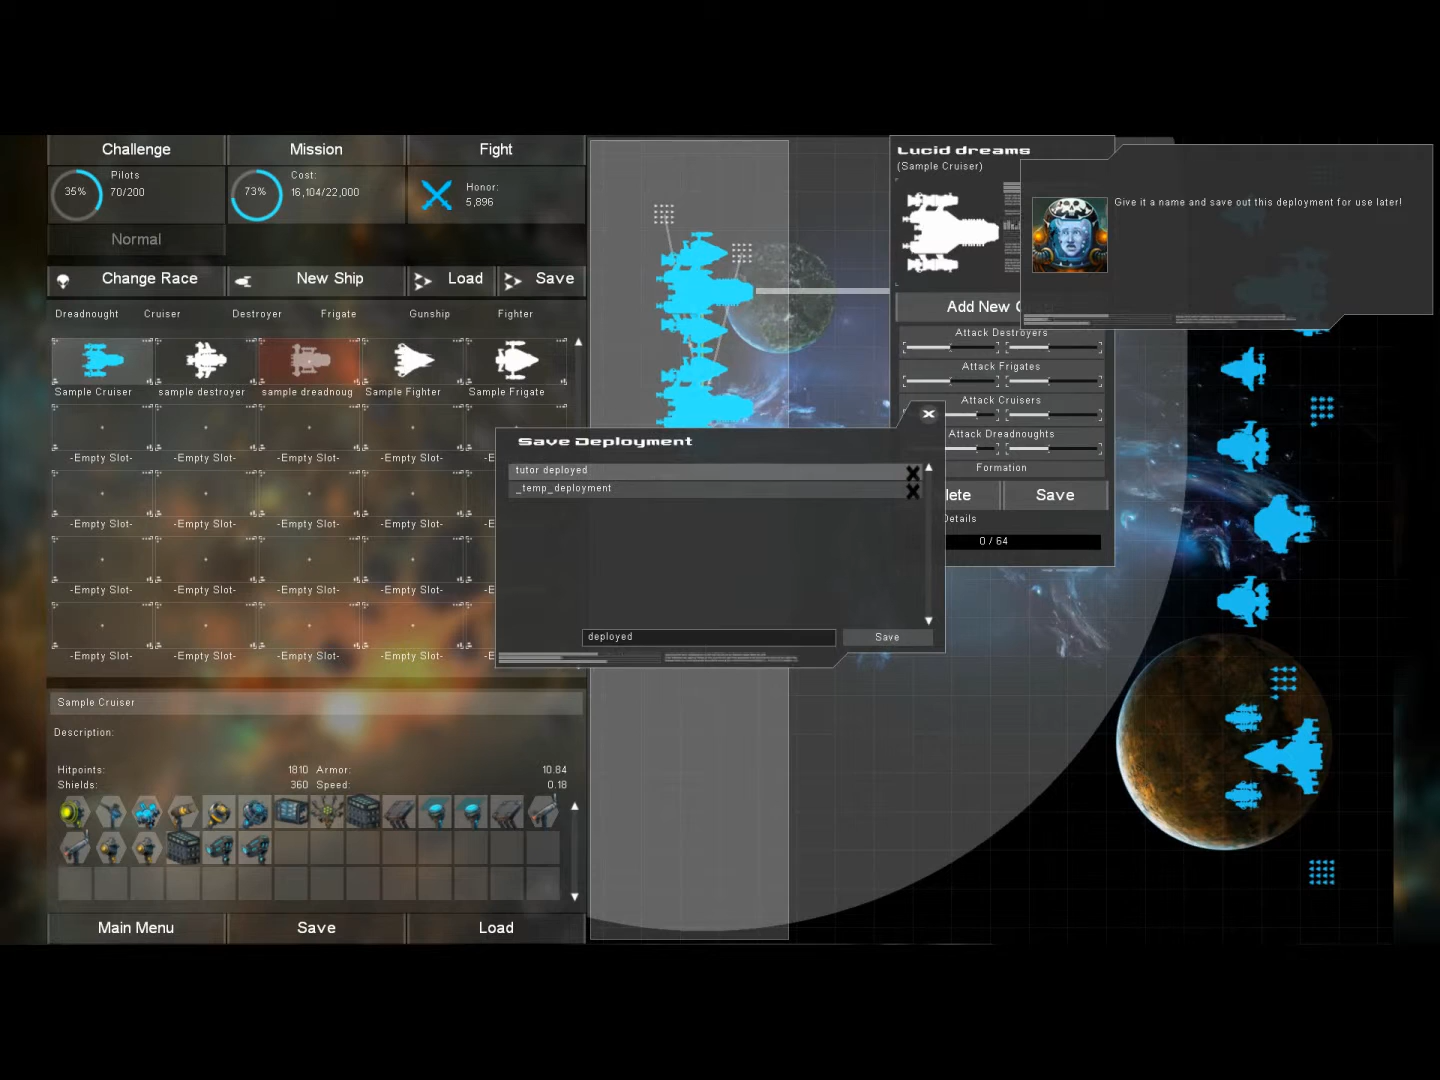 Challenge
Mission
Fight
35%
Pilots
70/200
73%
Cost:
16,104/22,000
Honor:
5,896
Normal
Change Race
New Ship
Load
Save
Dreadnought
Cruiser
Destroyer
Frigate
Gunship
Fighter
Sample Cruiser
sample destroyer
sample dreadnoug
Sample Fighter
Sample Frigate
-Empty Slot-
-Empty Slot-
-Empty Slot-
-Empty Slot-
-E
-Empty Slot-
-Empty Slot-
-Empty Slot-
-Empty Slot-
-E
-Empty Slot-
-Empty Slot-
-Empty Slot-
-Empty Slot-
-E
-Empty Slot-
-Empty Slot-
-Empty Slot-
-Empty Slot-
-E
Sample Cruiser
Description:
Hitpoints: 1810 Armor: 10.84
Shields: 360 Speed: 0.18
Main Menu
Save
Load
Save Deployment
tutor deployed
_temp_deployment
deployed
Save
Lucid dreams
(Sample Cruiser)
Add New
Attack Destroyers
Attack Frigates
Attack Cruisers
Attack Dreadnoughts
Formation
lete
Save
Details
0 / 64
Give it a name and save out this deployment for use later!